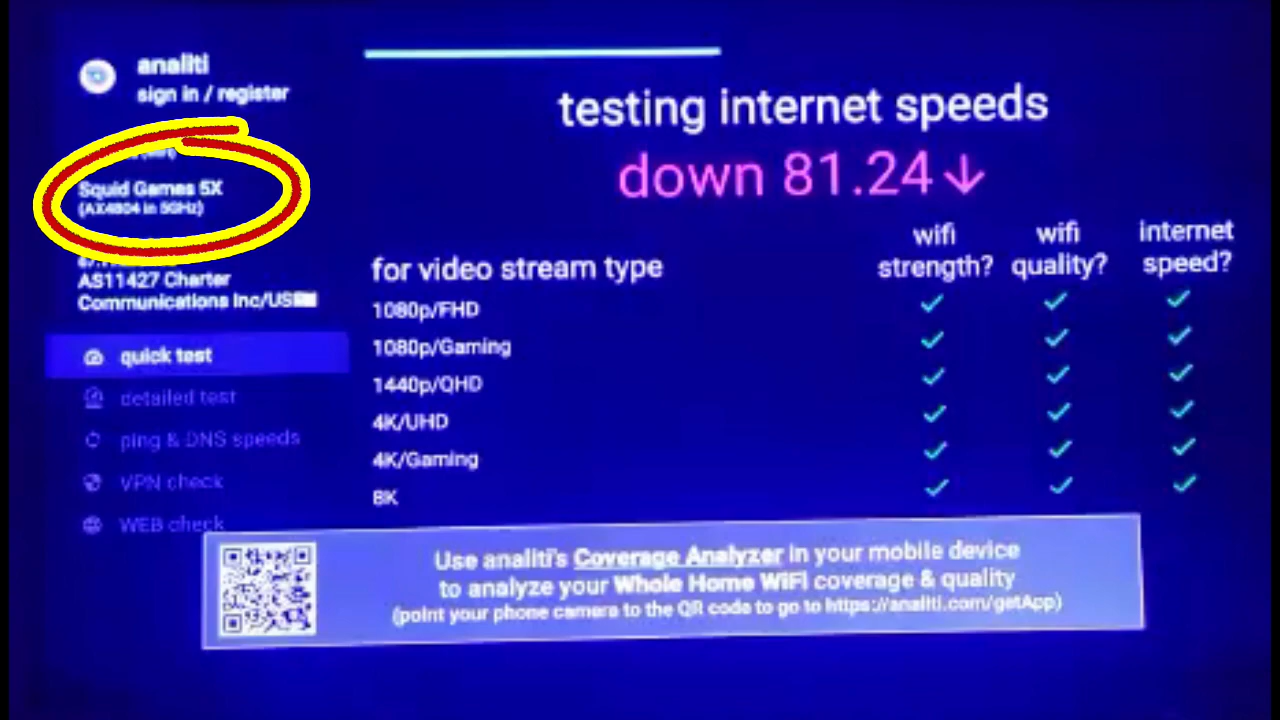 analiti
sign in / register
Squid Games 5X
(AX4804 in 5GHz)
AS11427 Charter
Communications Inc/US
quick test
detailed test
ping & DNS speeds
VPN check
WEB check
testing internet speeds
down 81.24↓
for video stream type
wifi strength?
wifi quality?
internet speed?
1080p/FHD
1080p/Gaming
1440p/QHD
4K/UHD
4K/Gaming
8K
Use analiti's Coverage Analyzer in your mobile device
to analyze your Whole Home WiFi coverage & quality
(point your phone camera to the QR code to go to https://analiti.com/getApp)